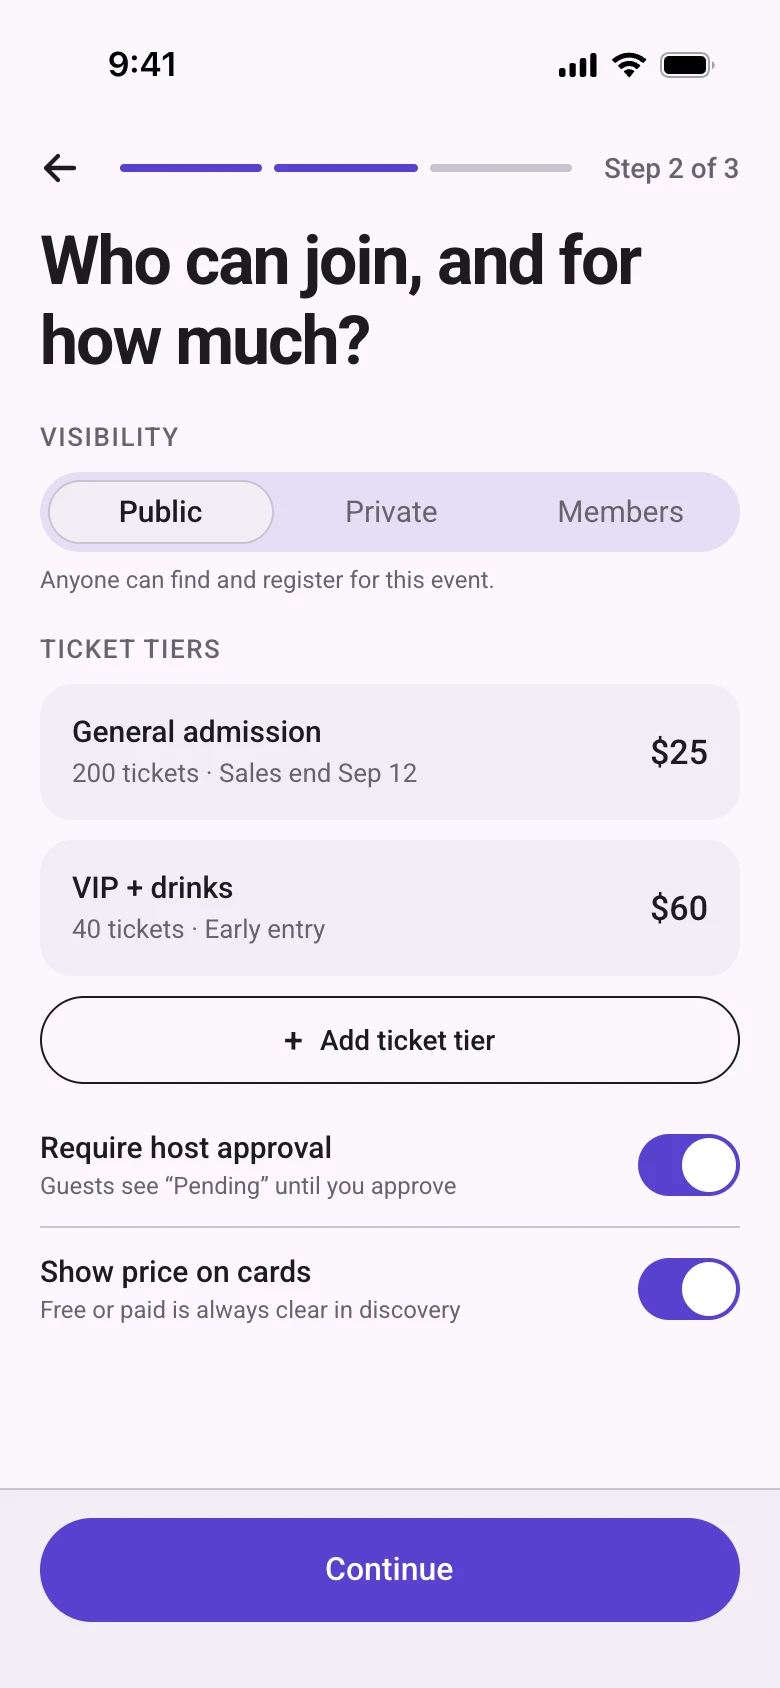 9:41
Step 2 of 3
Who can join, and for
how much?
VISIBILITY
Public
Private
Members
Anyone can find and register for this event.
TICKET TIERS
General admission
200 tickets · Sales end Sep 12
$25
VIP + drinks
40 tickets · Early entry
$60
+ Add ticket tier
Require host approval
Guests see “Pending” until you approve
Show price on cards
Free or paid is always clear in discovery
Continue